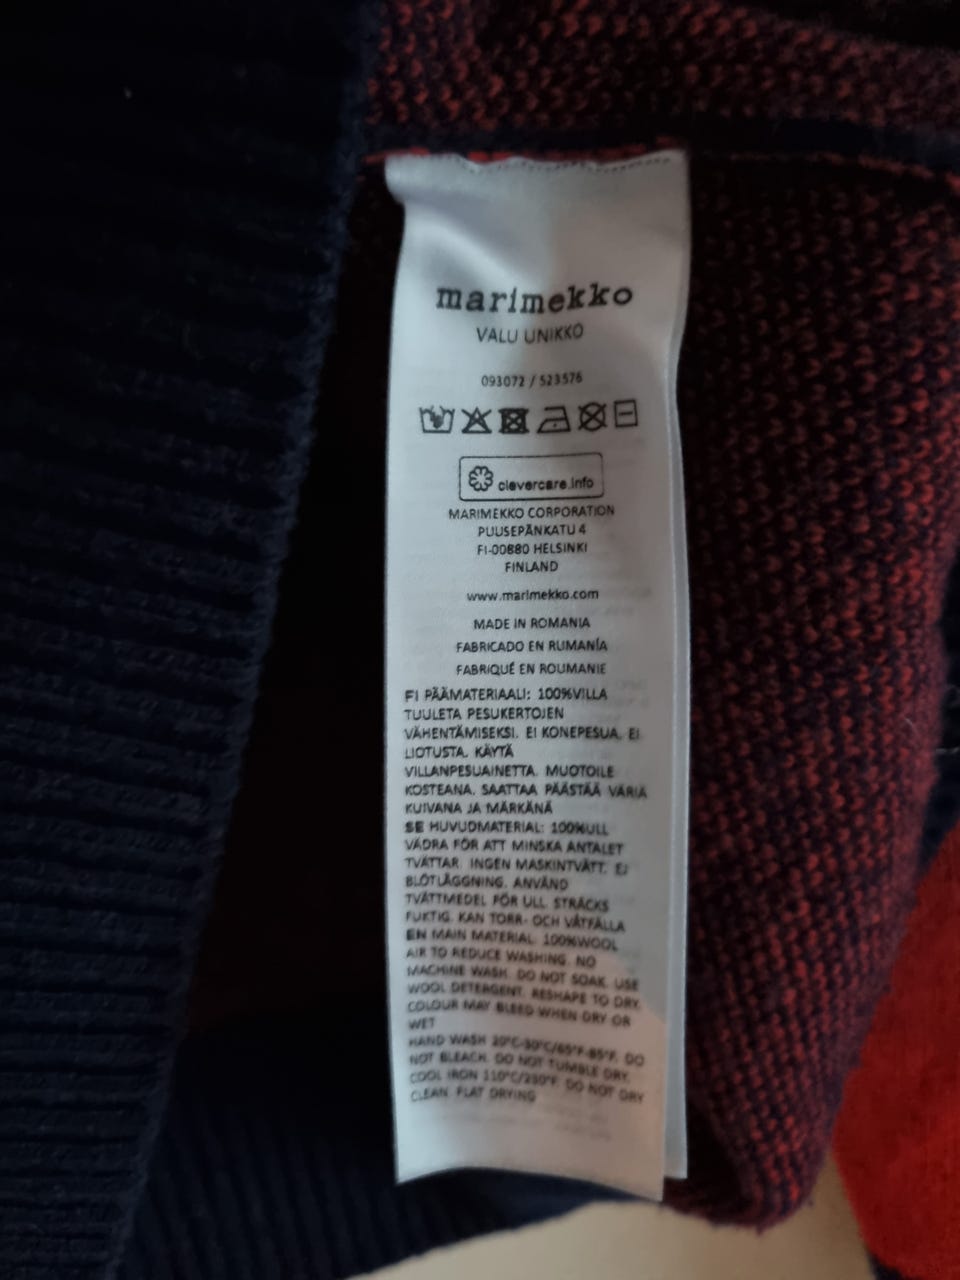 marimekko
VALU UNIKKO
093072 / 523576
clevercare.info
MARIMEKKO CORPORATION
PUUSEPÄNKATU 4
FI-00880 HELSINKI
FINLAND
www.marimekko.com
MADE IN ROMANIA
FABRICADO EN RUMANÍA
FABRIQUÉ EN ROUMANIE
FI PÄÄMATERIAALI: 100%VILLA
TUULETA PESUKERTOJEN
VÄHENTÄMISEKSI. EI KONEPESUA. EI
LIOTUSTA. KÄYTÄ
VILLANPESUAINETTA. MUOTOILE
KOSTEANA. SAATTAA PÄÄSTÄÄ VÄRIÄ
KUIVANA JA MÄRKÄNÄ
SE HUVUDMATERIAL: 100%ULL
VÄDRA FÖR ATT MINSKA ANTALET
TVÄTTAR. INGEN MASKINTVÄTT. EJ
BLÖTLÄGGNING. ANVÄND
TVÄTTMEDEL FÖR ULL. STRÄCKS
FUKTIG. KAN TORR- OCH VÅTFÄLLA
EN MAIN MATERIAL: 100%WOOL
AIR TO REDUCE WASHING. NO
MACHINE WASH. DO NOT SOAK. USE
WOOL DETERGENT. RESHAPE TO DRY.
COLOUR MAY BLEED WHEN DRY OR
WET
HAND WASH 20°C-30°C/65°F-85°F. DO
NOT BLEACH. DO NOT TUMBLE DRY.
COOL IRON 110°C/230°F. DO NOT DRY
CLEAN. FLAT DRYING